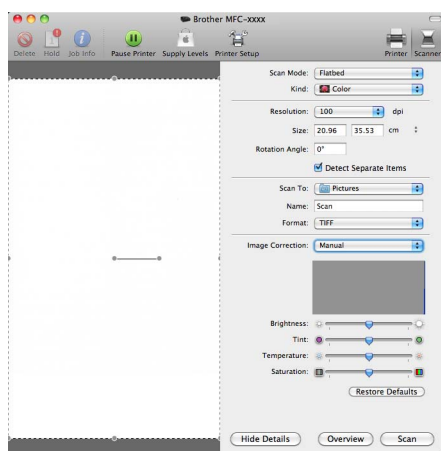 Brother MFC-xxxx
Delete Hold Job Info Pause Printer Supply Levels Printer Setup Printer Scanner
Scan Mode: Flatbed
Kind: Color
Resolution: 100 dpi
Size: 20.96 35.53 cm
Rotation Angle: 0°
Detect Separate Items
Scan To: Pictures
Name: Scan
Format: TIFF
Image Correction: Manual
Brightness:
Tint:
Temperature:
Saturation:
Restore Defaults
Hide Details Overview Scan